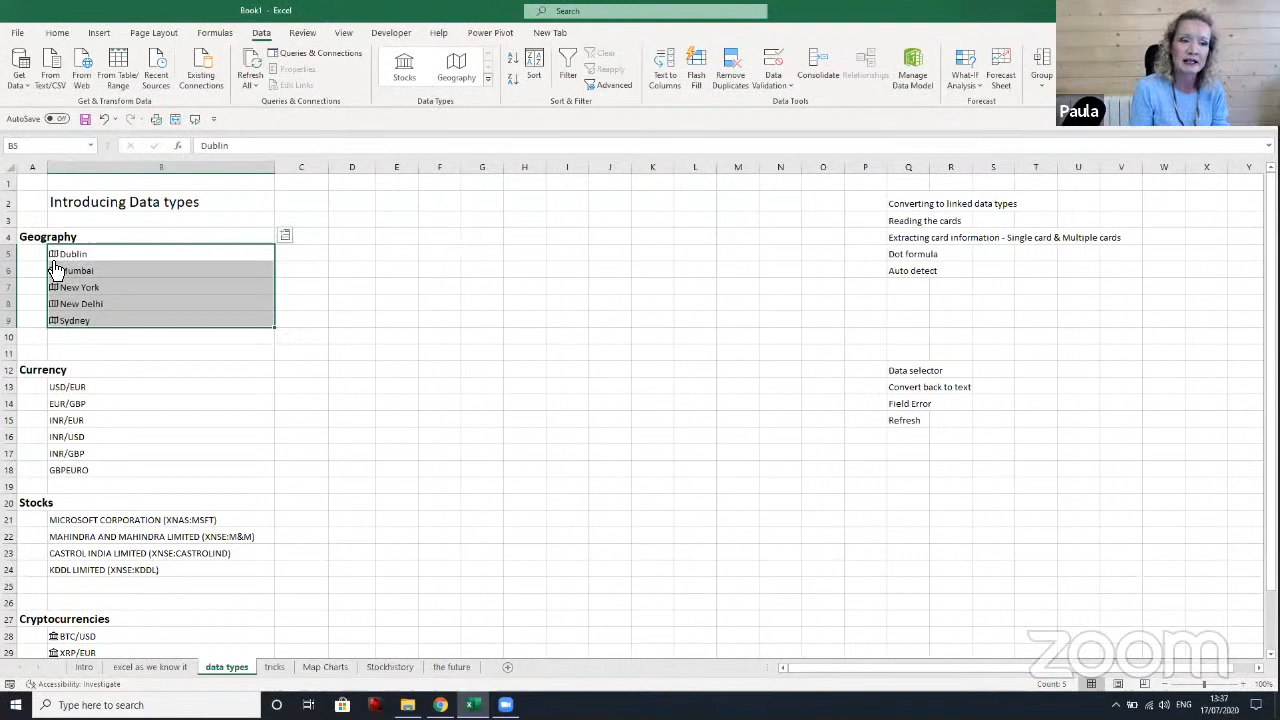 Book1 - Excel
Search
File
Home
Insert
Page Layout
Formulas
Data
Review
View
Developer
Help
Power Pivot
New Tab
Get Data
From Text/CSV
From Web
From Table/ Range
Recent Sources
Existing Connections
Get & Transform Data
Refresh All
Queries & Connections
Properties
Edit Links
Queries & Connections
Stocks
Geography
Data Types
Sort
Filter
Clear
Reapply
Advanced
Sort & Filter
Text to Columns
Flash Fill
Remove Duplicates
Data Validation
Consolidate
Relationships
Manage Data Model
Data Tools
What-If Analysis
Forecast Sheet
Forecast
Group
Paula
AutoSave Off
B5
Dublin
A B C D E F G H I J K L M N O P Q R S T U V W X Y
1
2 Introducing Data types Converting to linked data types
3 Reading the cards
4 Geography Extracting card information - Single card & Multiple cards
5 Dublin Dot formula
6 Auto detect
7 New York
8 New Delhi
9 Sydney
10
11
12 Currency Data selector
13 USD/EUR Convert back to text
14 EUR/GBP Field Error
15 INR/EUR Refresh
16 INR/USD
17 INR/GBP
18 GBPEURO
19
20 Stocks
21 MICROSOFT CORPORATION (XNAS:MSFT)
22 MAHINDRA AND MAHINDRA LIMITED (XNSE:M&M)
23 CASTROL INDIA LIMITED (XNSE:CASTROLIND)
24 KDDL LIMITED (XNSE:KDDL)
25
26
27 Cryptocurrencies
28 BTC/USD
29 XRP/EUR
zoom
Intro
excel as we know it
data types
tricks
Map Charts
Stockhistory
the future
Accessibility: Investigate
Count: 5
100%
Type here to search
ENG
13:37
17/07/2020